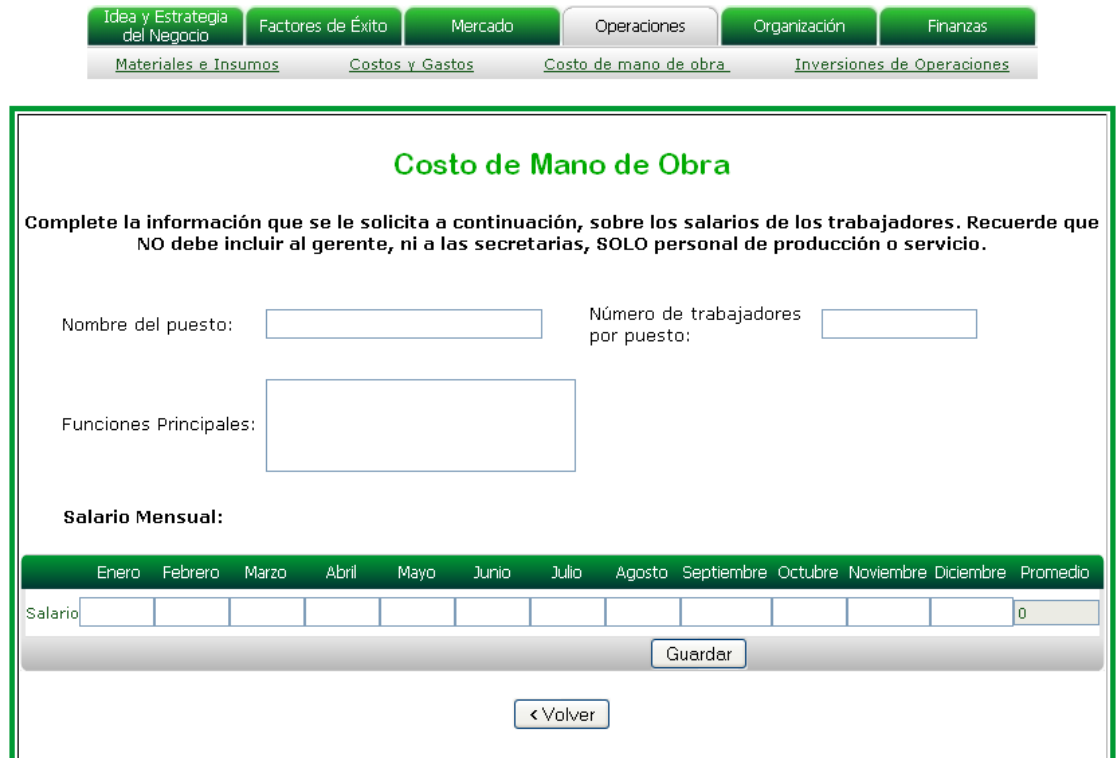 Idea y Estrategia
del Negocio
Factores de Éxito
Mercado
Operaciones
Organización
Finanzas
Materiales e Insumos
Costos y Gastos
Costo de mano de obra
Inversiones de Operaciones
Costo de Mano de Obra
Complete la información que se le solicita a continuación, sobre los salarios de los trabajadores. Recuerde que
NO debe incluir al gerente, ni a las secretarias, SOLO personal de producción o servicio.
Nombre del puesto:
Número de trabajadores
por puesto:
Funciones Principales:
Salario Mensual:
Enero Febrero Marzo Abril Mayo Junio Julio Agosto Septiembre Octubre Noviembre Diciembre Promedio
Salario 0
Guardar
< Volver